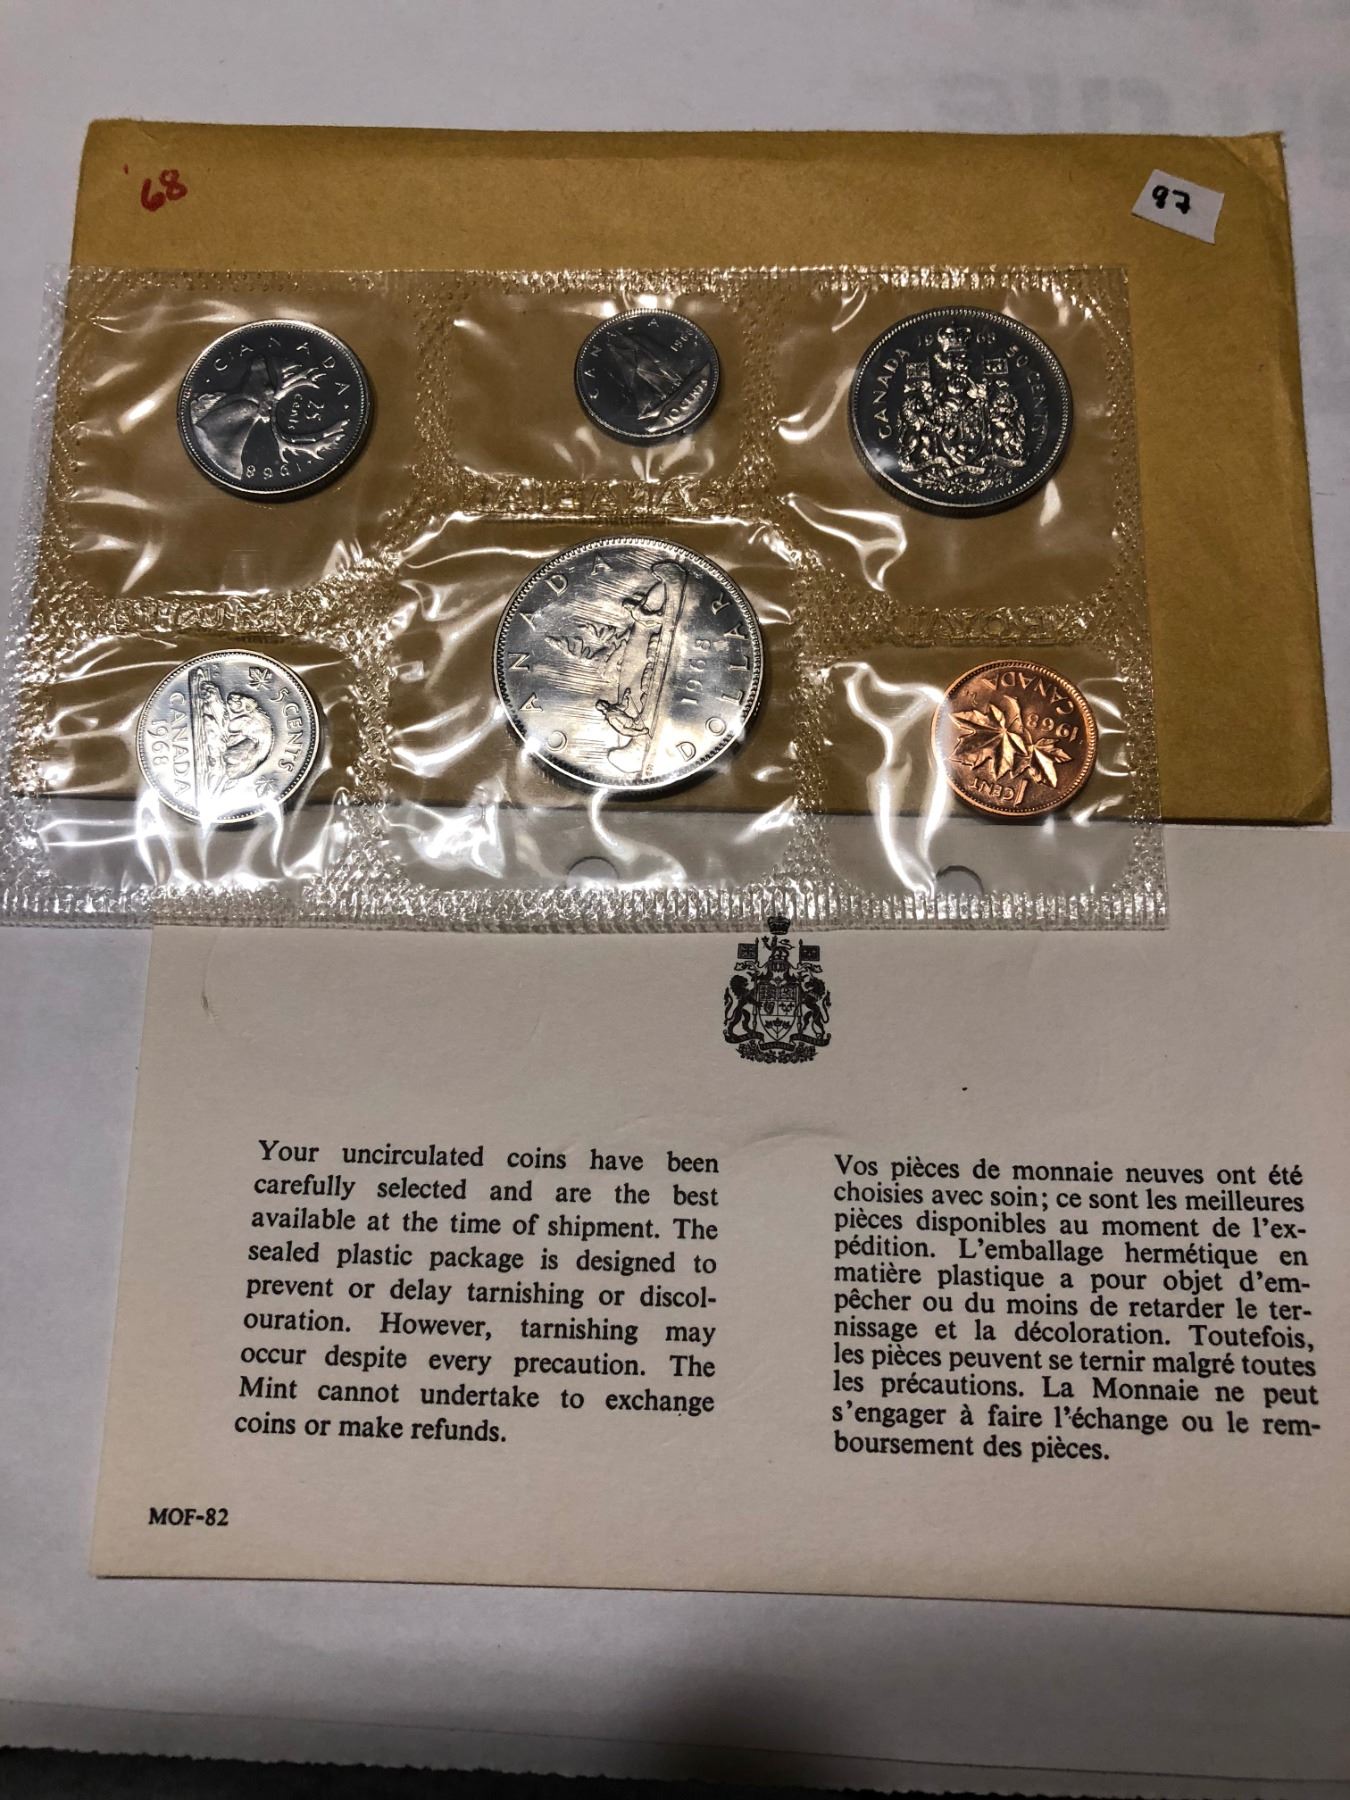 '68
97
CANADA
25
cents
1968
CANADA
1968
10 CENTS
CANADA 1968 50 CENTS
CANADA
ROYAL
5 CENTS
CANADA
1968
CANADA
1968
DOLLAR
CANADA
1968
1 CENT
Your uncirculated coins have been
carefully selected and are the best
available at the time of shipment. The
sealed plastic package is designed to
prevent or delay tarnishing or discol-
ouration. However, tarnishing may
occur despite every precaution. The
Mint cannot undertake to exchange
coins or make refunds.
Vos pièces de monnaie neuves ont été
choisies avec soin; ce sont les meilleures
pièces disponibles au moment de l'ex-
pédition. L'emballage hermétique en
matière plastique a pour objet d'em-
pêcher ou du moins de retarder le ter-
nissage et la décoloration. Toutefois,
les pièces peuvent se ternir malgré toutes
les précautions. La Monnaie ne peut
s'engager à faire l'échange ou le rem-
boursement des pièces.
MOF-82